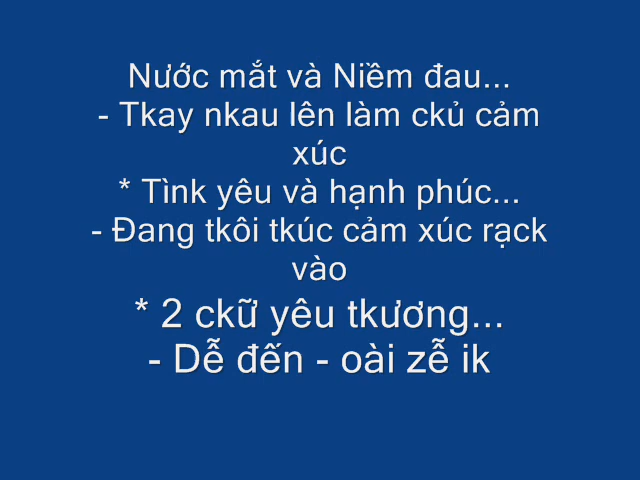 Nước mắt và Niềm đau...
- Tkay nkau lên làm ckủ cảm
xúc
* Tìnk yêu và hạnh phúc...
- Đang tkôi tkúc cảm xúc rạck
vào
* 2 ckữ yêu tkương...
- Dễ đến - oài zễ ik